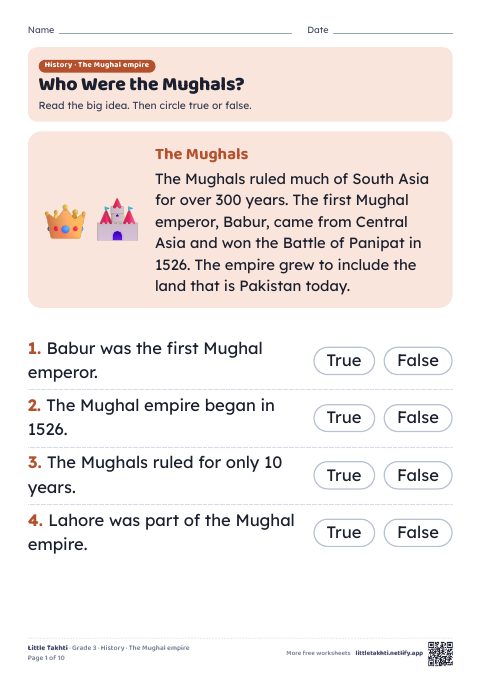 Name
Date
History · The Mughal empire
Who Were the Mughals?
Read the big idea. Then circle true or false.
The Mughals
The Mughals ruled much of South Asia
for over 300 years. The first Mughal
emperor, Babur, came from Central
Asia and won the Battle of Panipat in
1526. The empire grew to include the
land that is Pakistan today.
1. Babur was the first Mughal
emperor.
True False
2. The Mughal empire began in
1526.
True False
3. The Mughals ruled for only 10
years.
True False
4. Lahore was part of the Mughal
empire.
True False
Little Takhti · Grade 3 · History · The Mughal empire
Page 1 of 10
More free worksheets · littletakhti.netlify.app